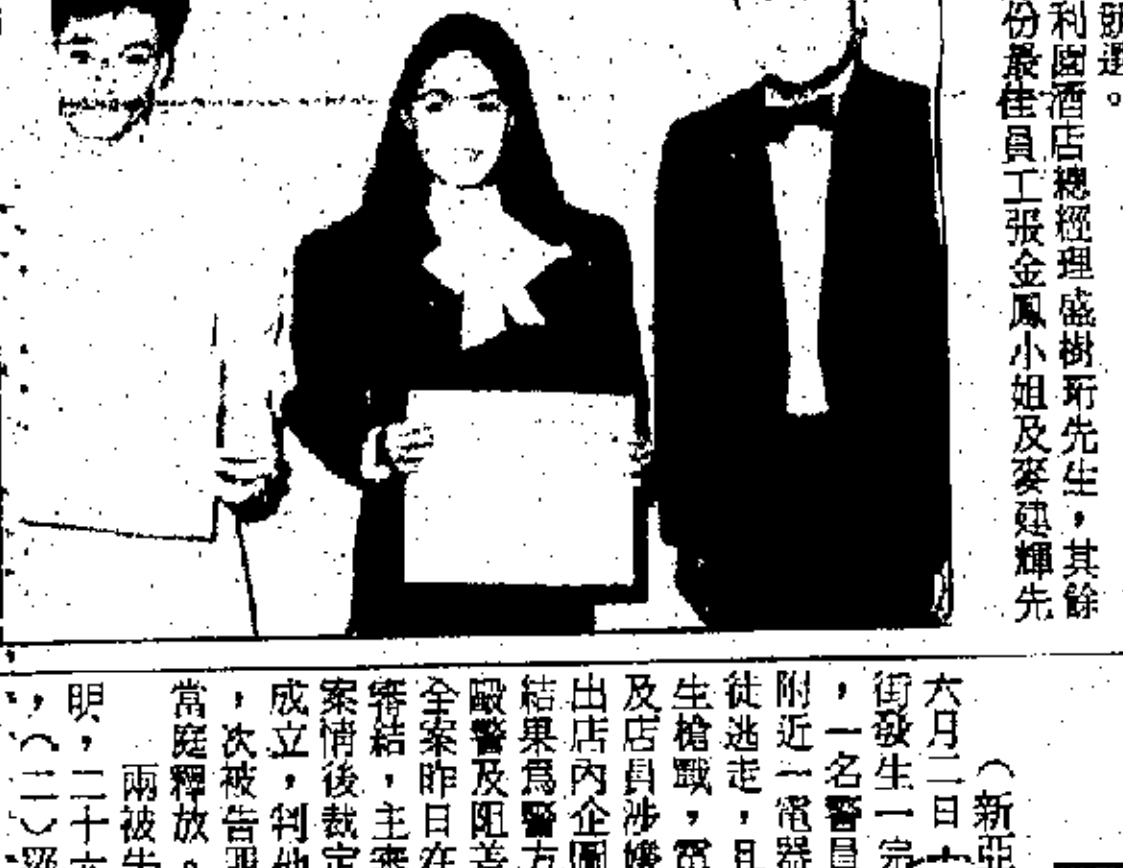 選。
利園酒店總經理盛樹珩先生,其餘
份最佳員工張金鳳小姐及麥建輝先
(新亞
六月二日
街發生一宗
,一名警員
附近一電器
徒逃走,且
生槍戰,電
及店員涉嫌
出店內企圖
結果爲警方
毆警及阻差
全案昨日在
審結,主審
案情後裁定
成立,判他
,次被告
當庭釋放。
兩被告
明,二十六
,(二)